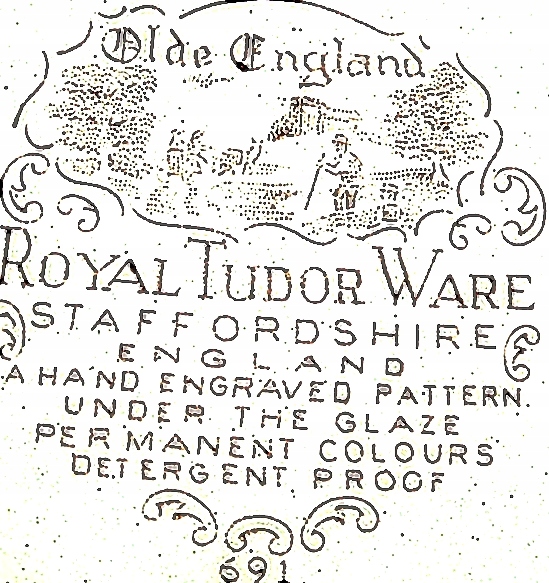 Olde England
ROYAL TUDOR WARE
STAFFORDSHIRE
ENGLAND
A HAND ENGRAVED PATTERN.
UNDER THE GLAZE
PERMANENT COLOURS
DETERGENT PROOF
691